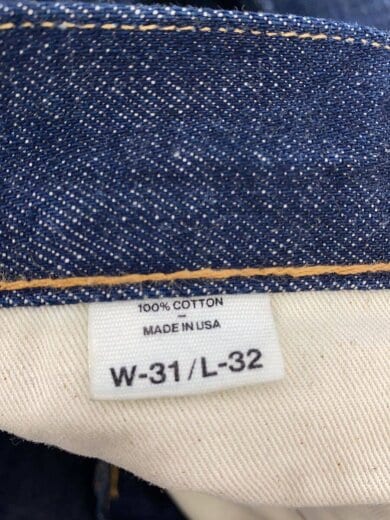 100% COTTON
–
MADE IN USA
W-31/L-32